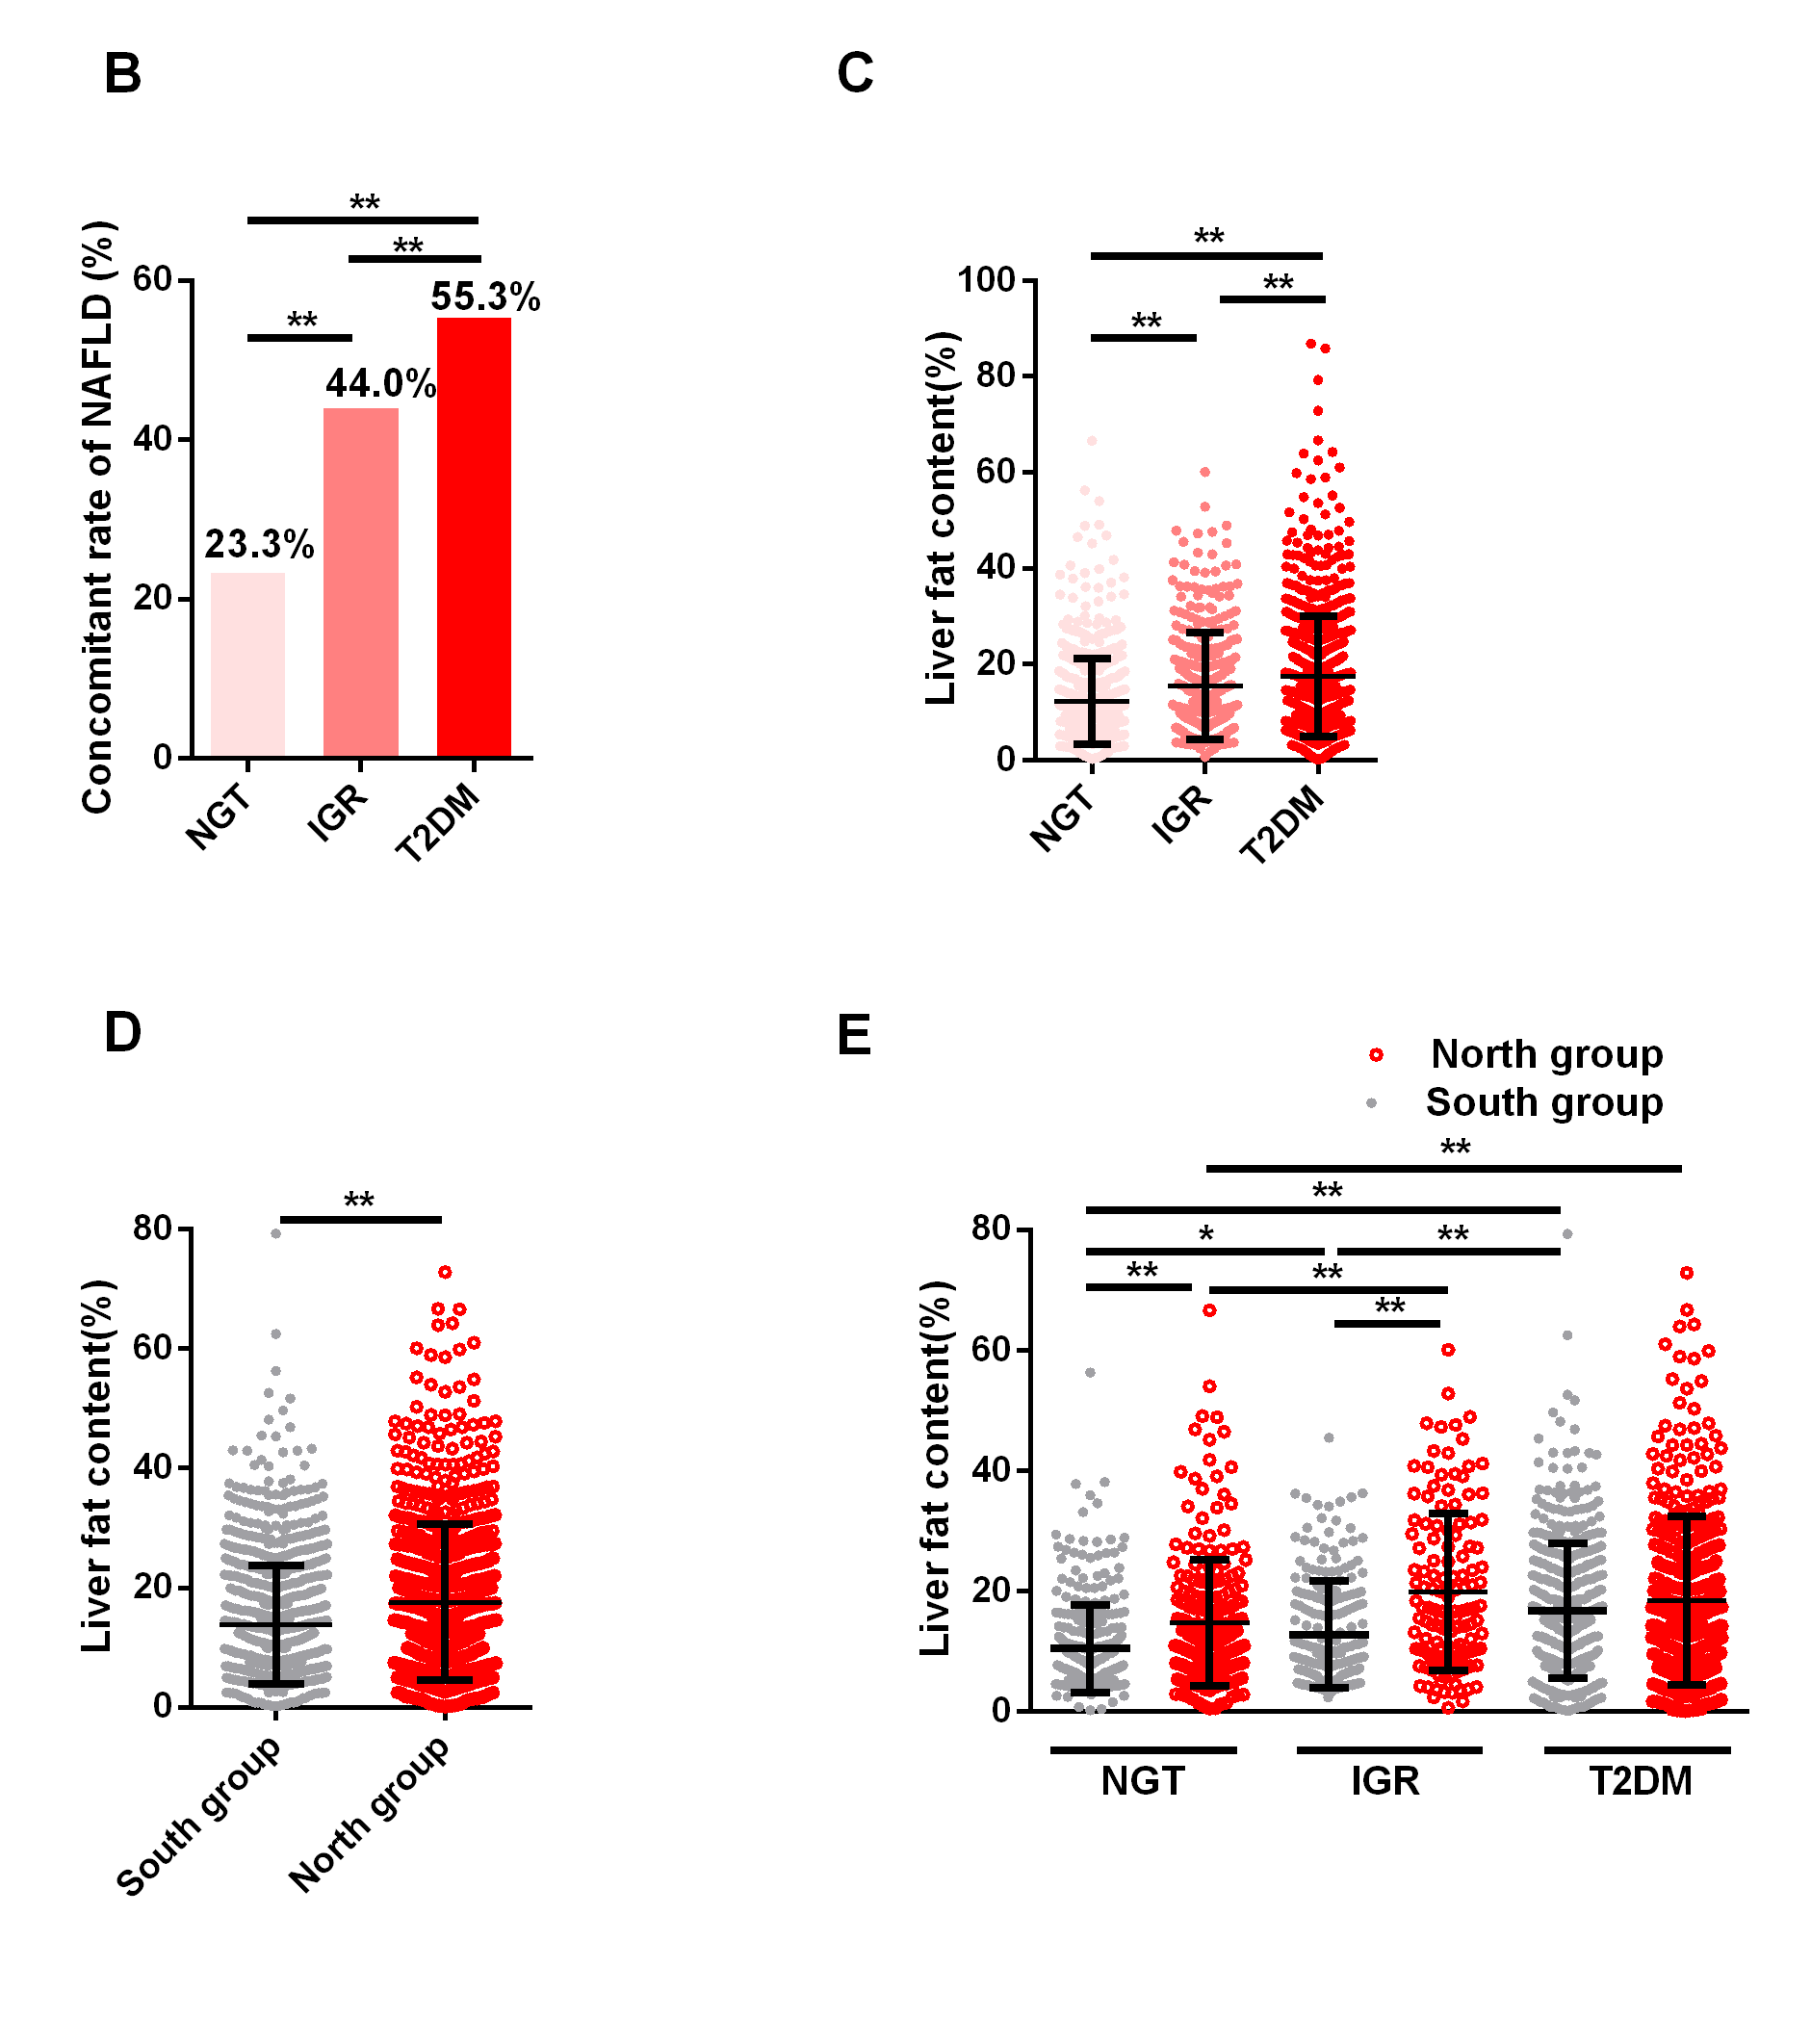 B
**
**
**
Concomitant rate of NAFLD (%)
60
40
20
0
23.3%
44.0%
55.3%
NGT
IGR
T2DM
C
**
**
**
Liver fat content(%)
100
80
60
40
20
0
NGT
IGR
T2DM
D
**
Liver fat content(%)
80
60
40
20
0
South group
North group
E
North group
South group
**
**
*
**
**
**
**
Liver fat content(%)
80
60
40
20
0
NGT
IGR
T2DM